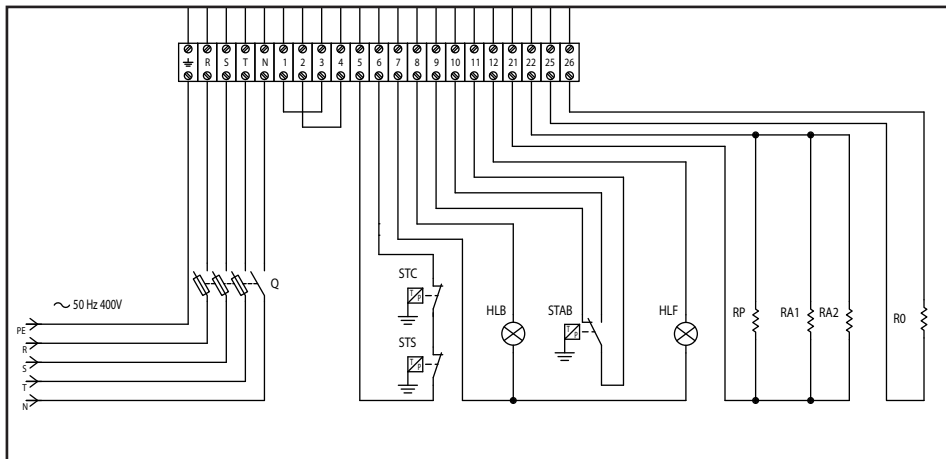 R S T N 1 2 3 4 5 6 7 8 9 10 11 12 21 22 25 26
Q
~ 50 Hz 400V
STC
T P
HLB
STAB
T P
HLF
RP
RA1
RA2
R0
STS
T P
PE
R
S
T
N